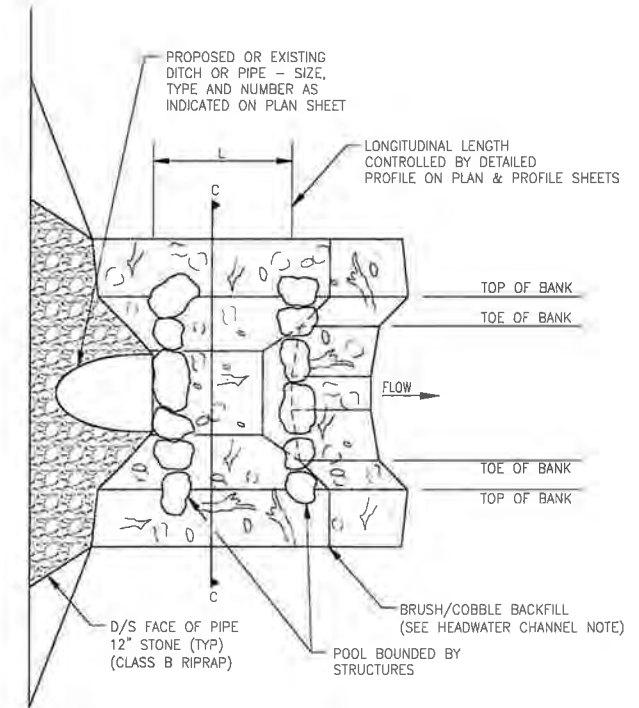 PROPOSED OR EXISTING
DITCH OR PIPE – SIZE,
TYPE AND NUMBER AS
INDICATED ON PLAN SHEET
LONGITUDINAL LENGTH
CONTROLLED BY DETAILED
PROFILE ON PLAN & PROFILE SHEETS
L
C
TOP OF BANK
TOE OF BANK
FLOW
TOE OF BANK
TOP OF BANK
C
BRUSH/COBBLE BACKFILL
(SEE HEADWATER CHANNEL NOTE)
D/S FACE OF PIPE
12" STONE (TYP)
(CLASS B RIPRAP)
POOL BOUNDED BY
STRUCTURES